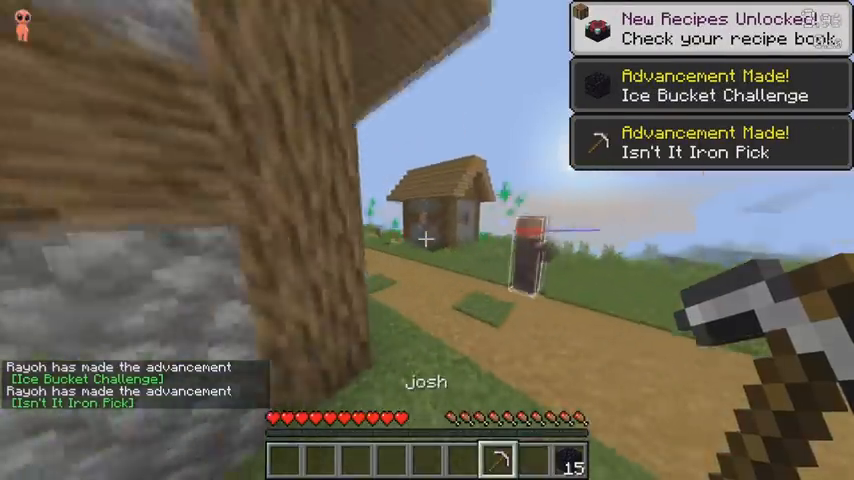 New Recipes Unlocked!
Check your recipe book
Advancement Made!
Ice Bucket Challenge
Advancement Made!
Isn't It Iron Pick
Rayoh has made the advancement
[Ice Bucket Challenge]
Rayoh has made the advancement
[Isn't It Iron Pick]
josh
15